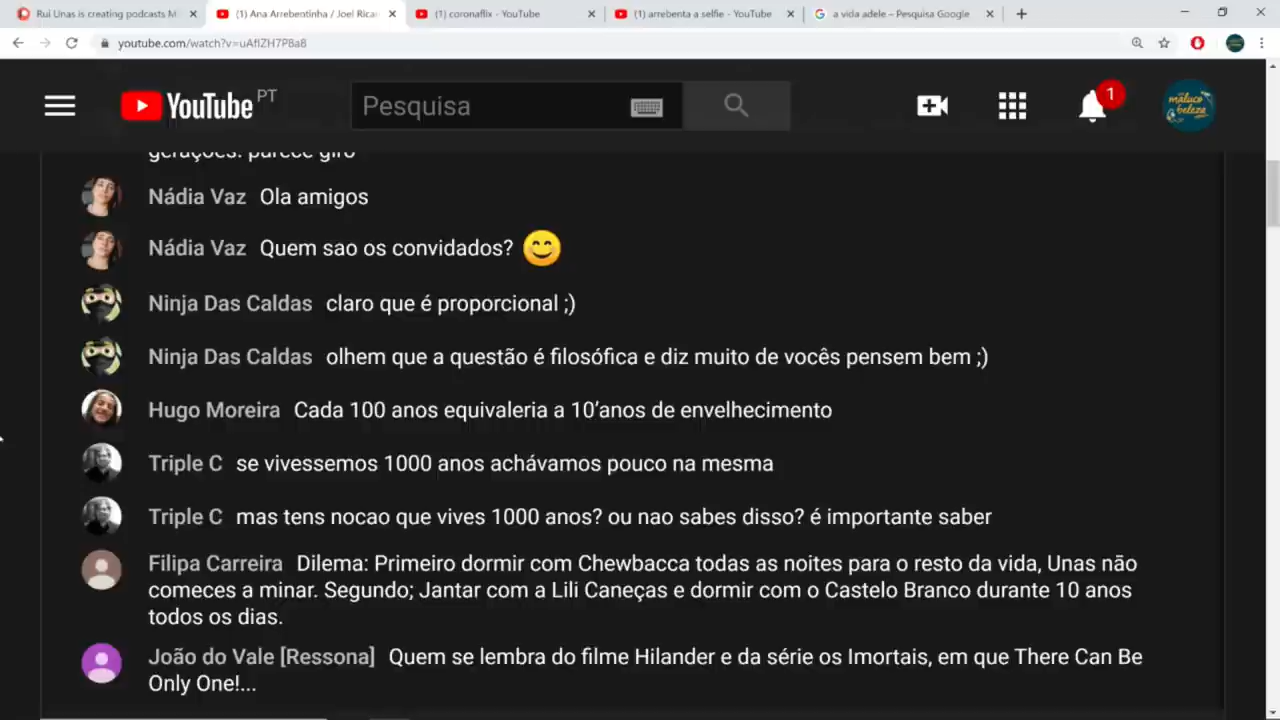 Rui Unas is creating podcasts M
(1) Ana Arrebentinha / Joel Ricar
(1) coronaflix - YouTube
(1) arrebenta a selfie - YouTube
a vida adele – Pesquisa Google
youtube.com/watch?v=uAfIZH7P8a8
YouTube PT
Pesquisa
1
maluco
beleza
gerações. parece giro
Nádia Vaz Ola amigos
Nádia Vaz Quem sao os convidados? 😊
Ninja Das Caldas claro que é proporcional ;)
Ninja Das Caldas olhem que a questão é filosófica e diz muito de vocês pensem bem ;)
Hugo Moreira Cada 100 anos equivaleria a 10’anos de envelhecimento
Triple C se vivessemos 1000 anos achávamos pouco na mesma
Triple C mas tens nocao que vives 1000 anos? ou nao sabes disso? é importante saber
Filipa Carreira Dilema: Primeiro dormir com Chewbacca todas as noites para o resto da vida, Unas não
comeces a minar. Segundo; Jantar com a Lili Caneças e dormir com o Castelo Branco durante 10 anos
todos os dias.
João do Vale [Ressona] Quem se lembra do filme Hilander e da série os Imortais, em que There Can Be
Only One!...